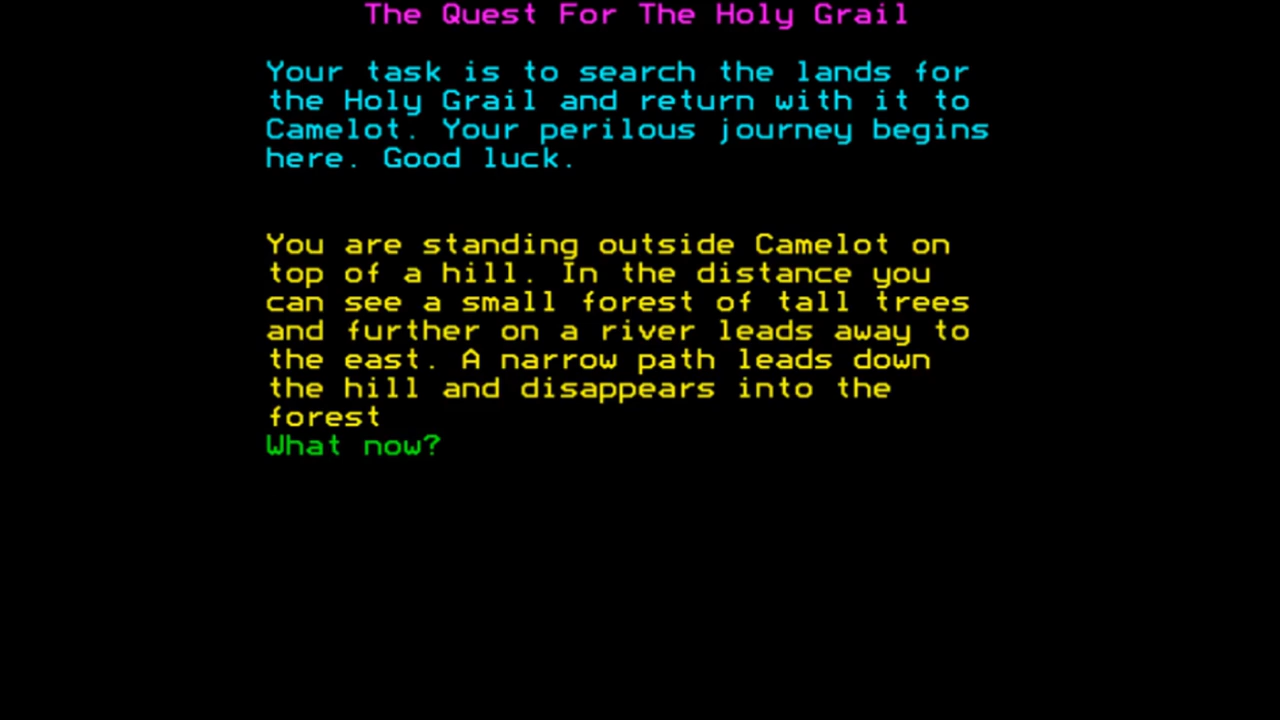 The Quest For The Holy Grail
Your task is to search the lands for
the Holy Grail and return with it to
Camelot. Your perilous journey begins
here. Good luck.
You are standing outside Camelot on
top of a hill. In the distance you
can see a small forest of tall trees
and further on a river leads away to
the east. A narrow path leads down
the hill and disappears into the
forest
What now?